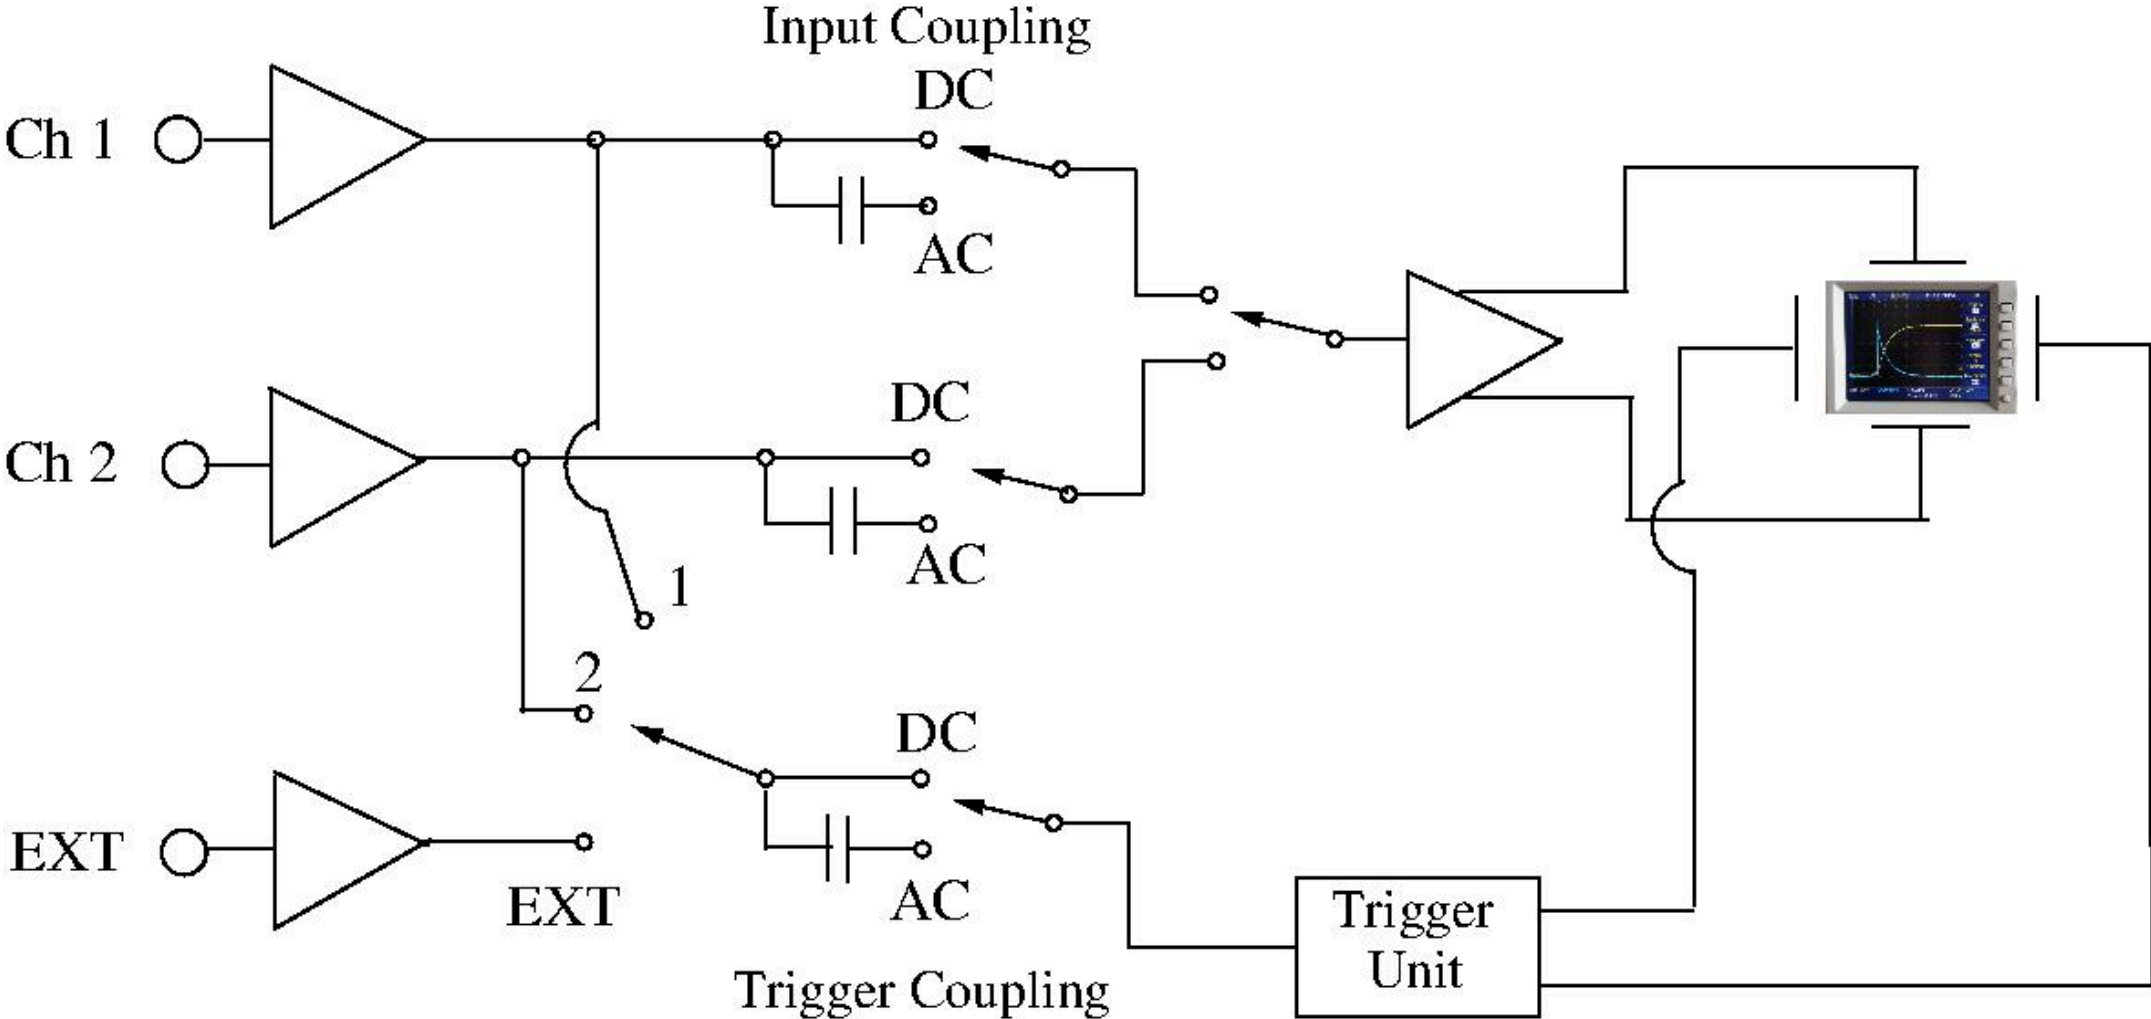 Input Coupling
DC
Ch 1
AC
DC
Ch 2
AC
1
2
DC
EXT
EXT
AC
Trigger
Unit
Trigger Coupling